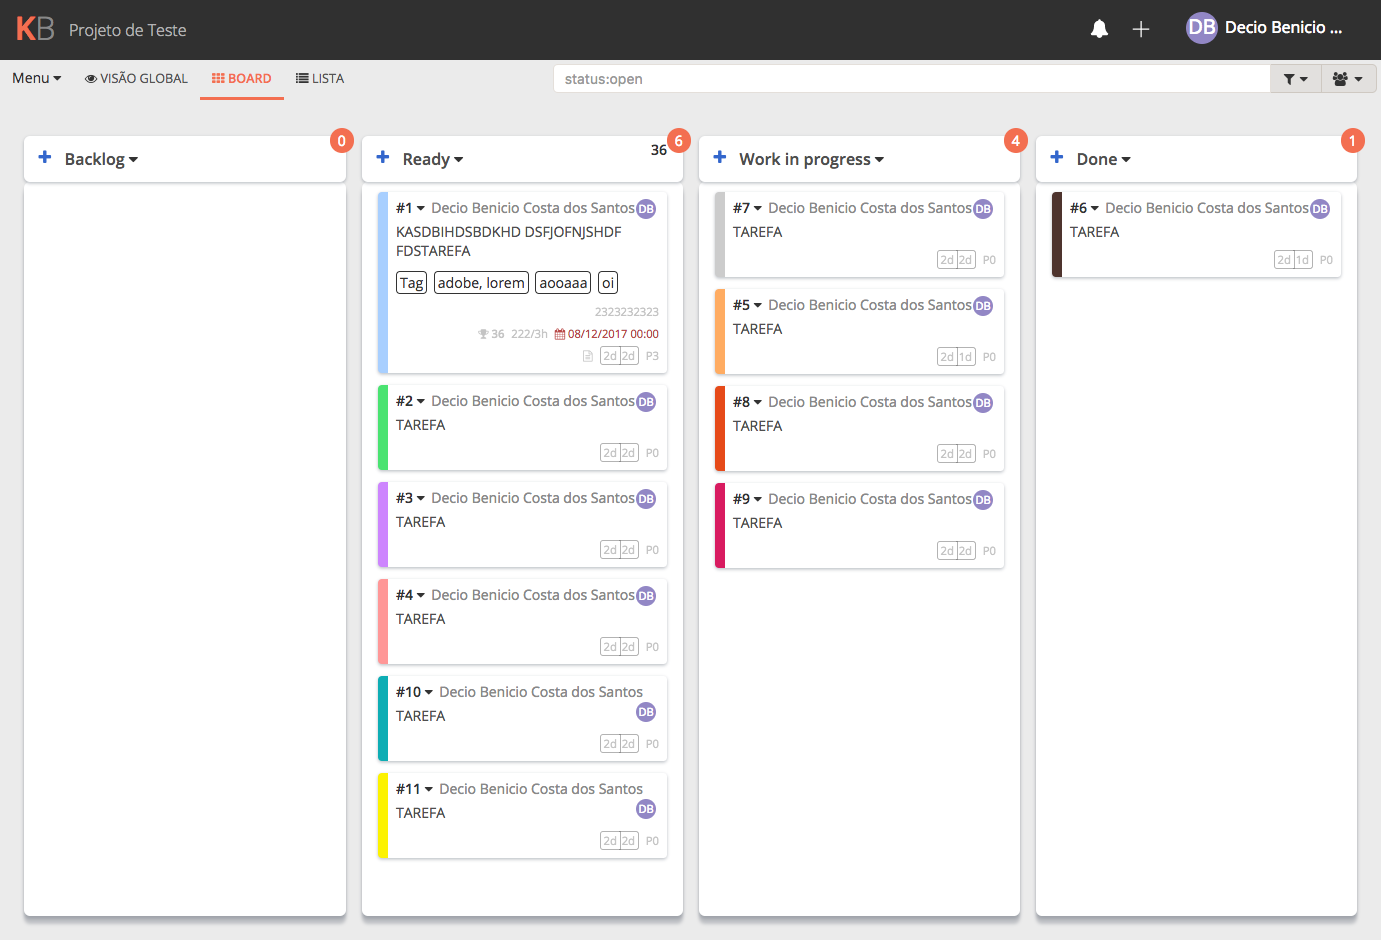 KB Projeto de Teste
DB Decio Benicio ...
Menu VISÃO GLOBAL BOARD LISTA
status:open
Backlog
0
Ready
36
6
#1 Decio Benicio Costa dos Santos DB
KASDBIHDSBDKHD DSFJOFNJSHDF
FDSTAREFA
Tag adobe, lorem aooaaa oi
2323232323
36 222/3h 08/12/2017 00:00
2d 2d P3
#2 Decio Benicio Costa dos Santos DB
TAREFA
2d 2d P0
#3 Decio Benicio Costa dos Santos DB
TAREFA
2d 2d P0
#4 Decio Benicio Costa dos Santos DB
TAREFA
2d 2d P0
#10 Decio Benicio Costa dos Santos
DB
TAREFA
2d 2d P0
#11 Decio Benicio Costa dos Santos
DB
TAREFA
2d 2d P0
Work in progress
4
#7 Decio Benicio Costa dos Santos DB
TAREFA
2d 2d P0
#5 Decio Benicio Costa dos Santos DB
TAREFA
2d 1d P0
#8 Decio Benicio Costa dos Santos DB
TAREFA
2d 2d P0
#9 Decio Benicio Costa dos Santos DB
TAREFA
2d 2d P0
Done
1
#6 Decio Benicio Costa dos Santos DB
TAREFA
2d 1d P0